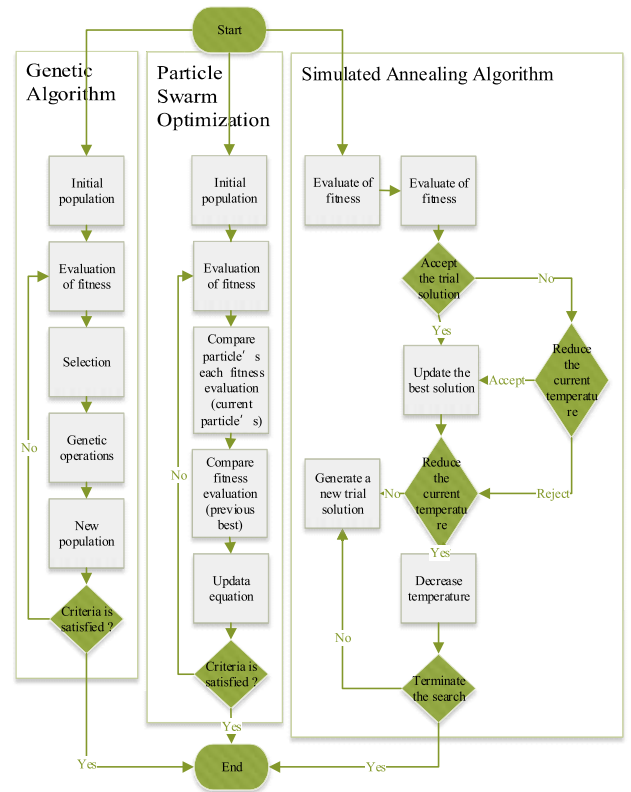 Start
Genetic
Algorithm
Initial
population
Evaluation
of fitness
Selection
Genetic
operations
New
population
Criteria is
satisfied ?
No
Yes
Particle
Swarm
Optimization
Initial
population
Evaluation
of fitness
Compare
particle's
each fitness
evaluation
(current
particle's)
Compare
fitness
evaluation
(previous
best)
Updata
equation
Criteria is
satisfied ?
No
Yes
Simulated Annealing Algorithm
Evaluate of
fitness
Evaluate of
fitness
Accept
the trial
solution
No
Yes
Reduce
the
current
temperatu
re
Accept
Reject
Update the
best solution
Reduce
the
current
temperatu
re
No
Generate a
new trial
solution
Yes
Decrease
temperature
Terminate
the search
No
Yes
End